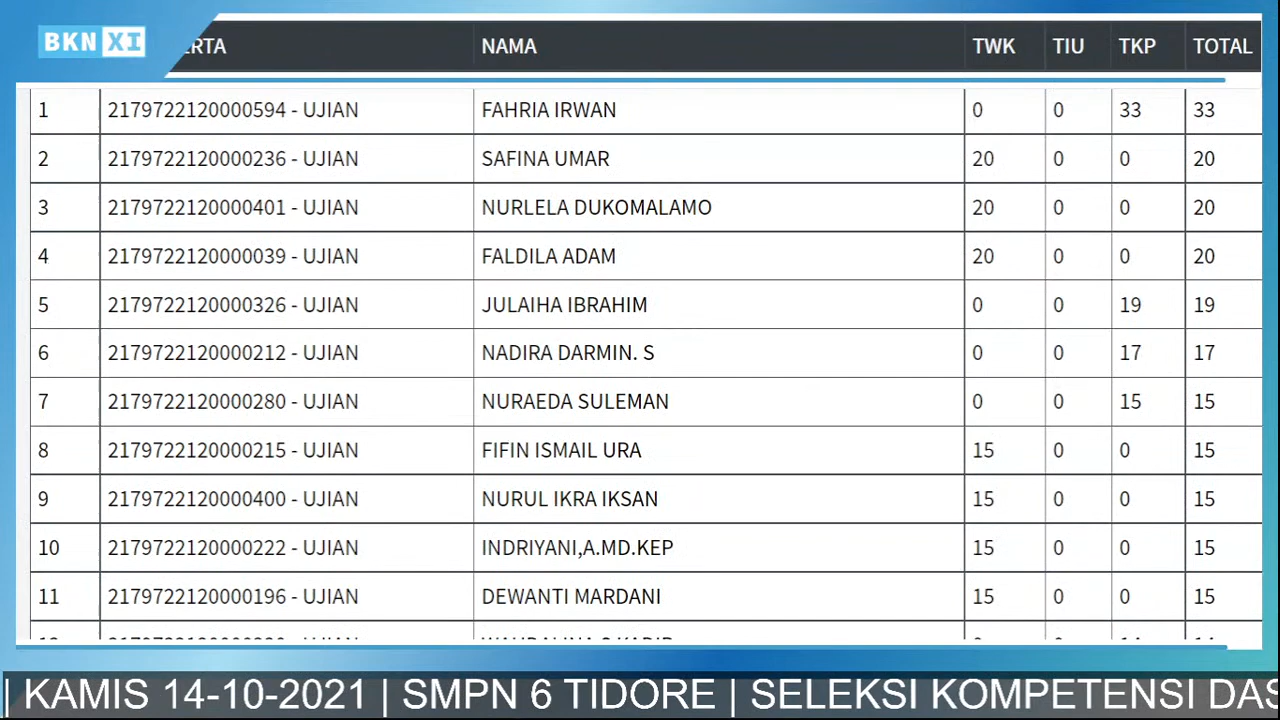 BKN XI
NAMA TWK TIU TKP TOTAL
1 2179722120000594 - UJIAN FAHRIA IRWAN 0 0 33 33
2 2179722120000236 - UJIAN SAFINA UMAR 20 0 0 20
3 2179722120000401 - UJIAN NURLELA DUKOMALAMO 20 0 0 20
4 2179722120000039 - UJIAN FALDILA ADAM 20 0 0 20
5 2179722120000326 - UJIAN JULAIHA IBRAHIM 0 0 19 19
6 2179722120000212 - UJIAN NADIRA DARMIN. S 0 0 17 17
7 2179722120000280 - UJIAN NURAEDA SULEMAN 0 0 15 15
8 2179722120000215 - UJIAN FIFIN ISMAIL URA 15 0 0 15
9 2179722120000400 - UJIAN NURUL IKRA IKSAN 15 0 0 15
10 2179722120000222 - UJIAN INDRIYANI,A.MD.KEP 15 0 0 15
11 2179722120000196 - UJIAN DEWANTI MARDANI 15 0 0 15
| KAMIS 14-10-2021 | SMPN 6 TIDORE | SELEKSI KOMPETENSI DAS